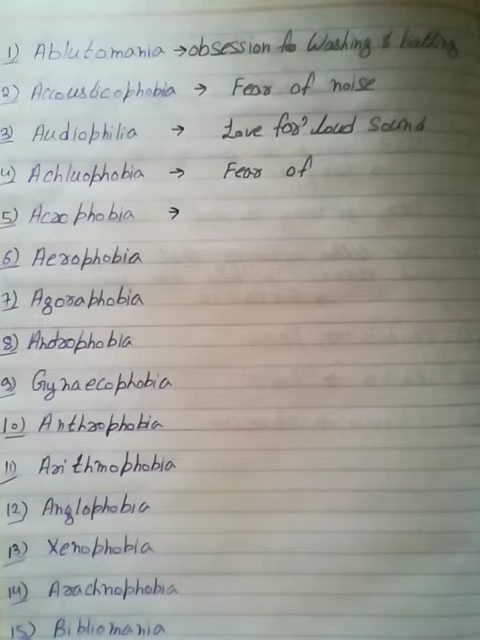 1) Ablutomania → obsession to Washing & bathing
2) Accousticophobia → Fear of noise
3) Audiophilia → Love for loud Sound
4) Achluophobia → Fear of
5) Acrophobia →
6) Aerophobia
7) Agoraphobia
8) Androphobia
9) Gynaecophobia
10) Anthrophobia
11) Arithmophobia
12) Anglophobia
13) Xenophobia
14) Arachnophobia
15) Bibliomania